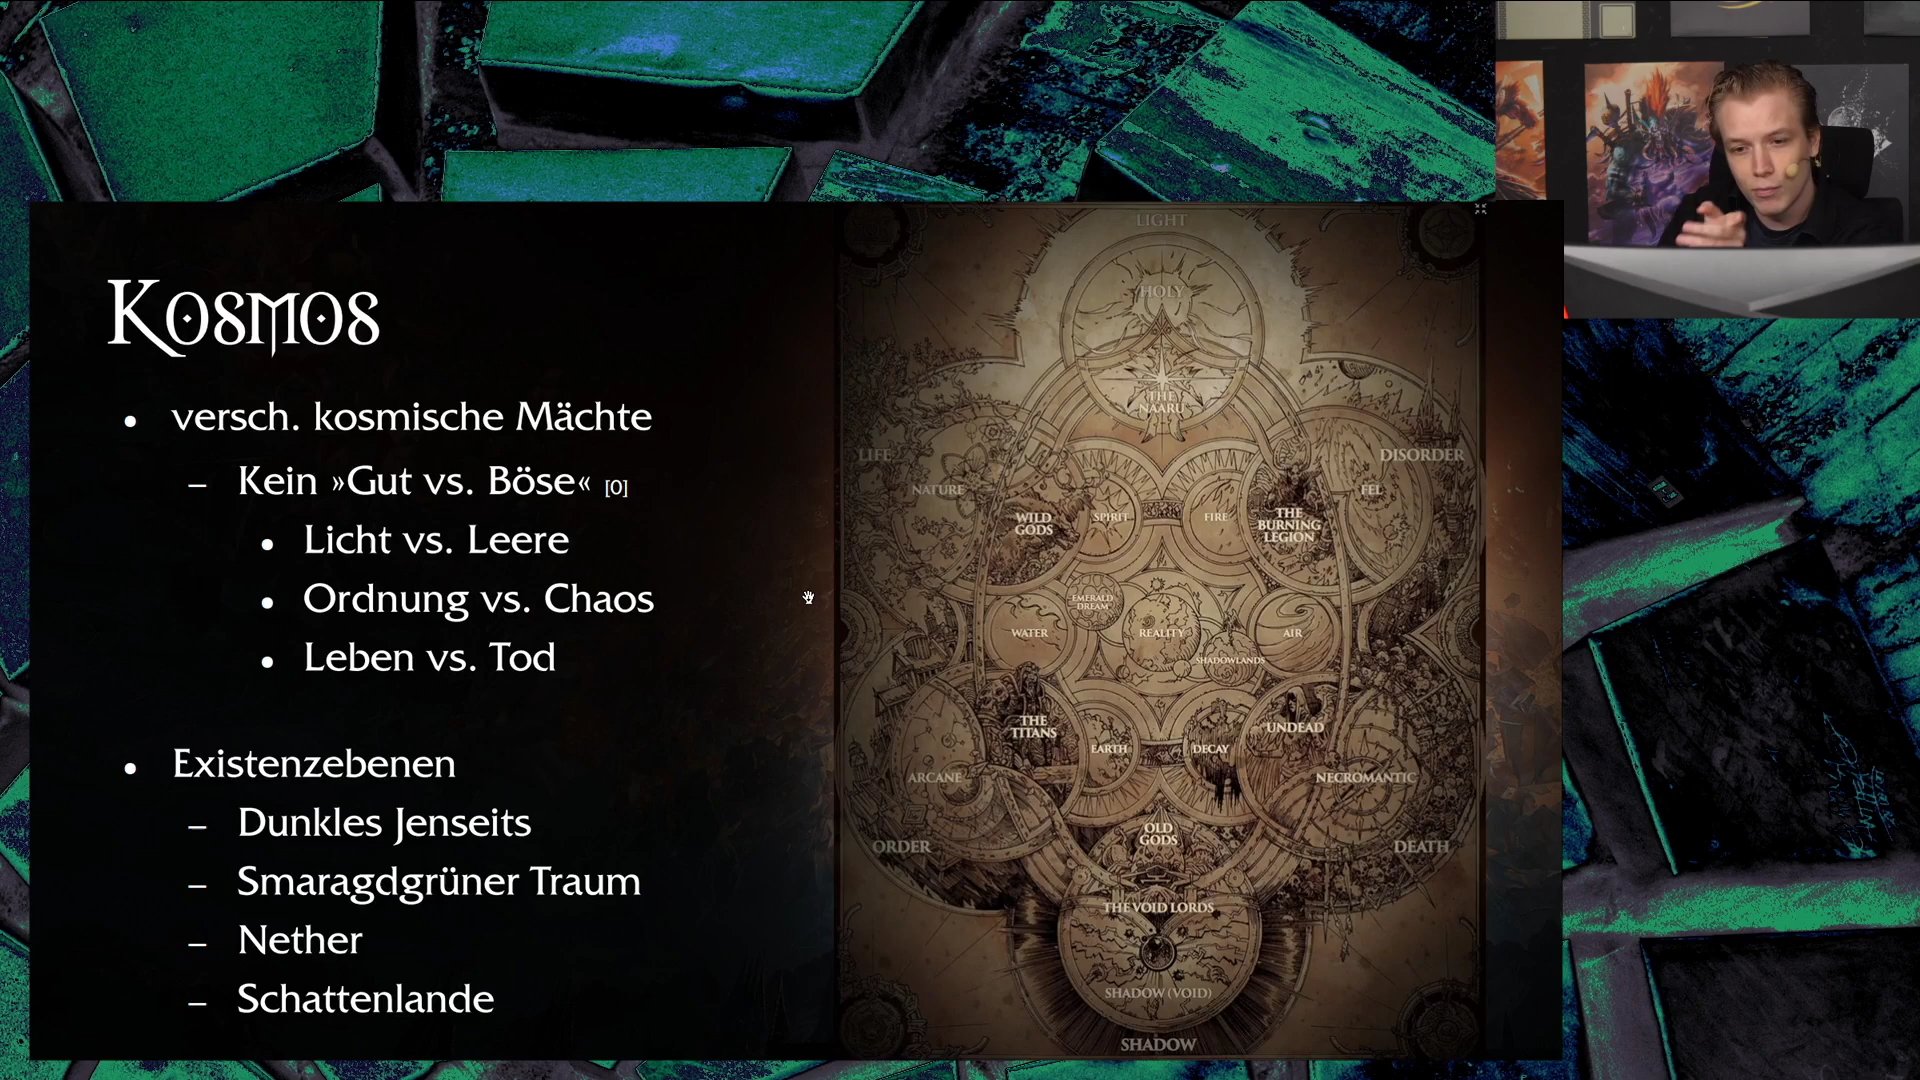 Kosmos
• versch. kosmische Mächte
– Kein »Gut vs. Böse« [0]
• Licht vs. Leere
• Ordnung vs. Chaos
• Leben vs. Tod
• Existenzebenen
– Dunkles Jenseits
– Smaragdgrüner Traum
– Nether
– Schattenlande
LIGHT
HOLY
THE
NAARU
LIFE
DISORDER
NATURE
FEL
WILD
GODS
SPIRIT
FIRE
THE
BURNING
LEGION
EMERALD
DREAM
WATER
REALITY
AIR
SHADOWLANDS
THE
TITANS
EARTH
DECAY
UNDEAD
ARCANE
NECROMANTIC
OLD
GODS
ORDER
DEATH
THE VOID LORDS
SHADOW (VOID)
SHADOW